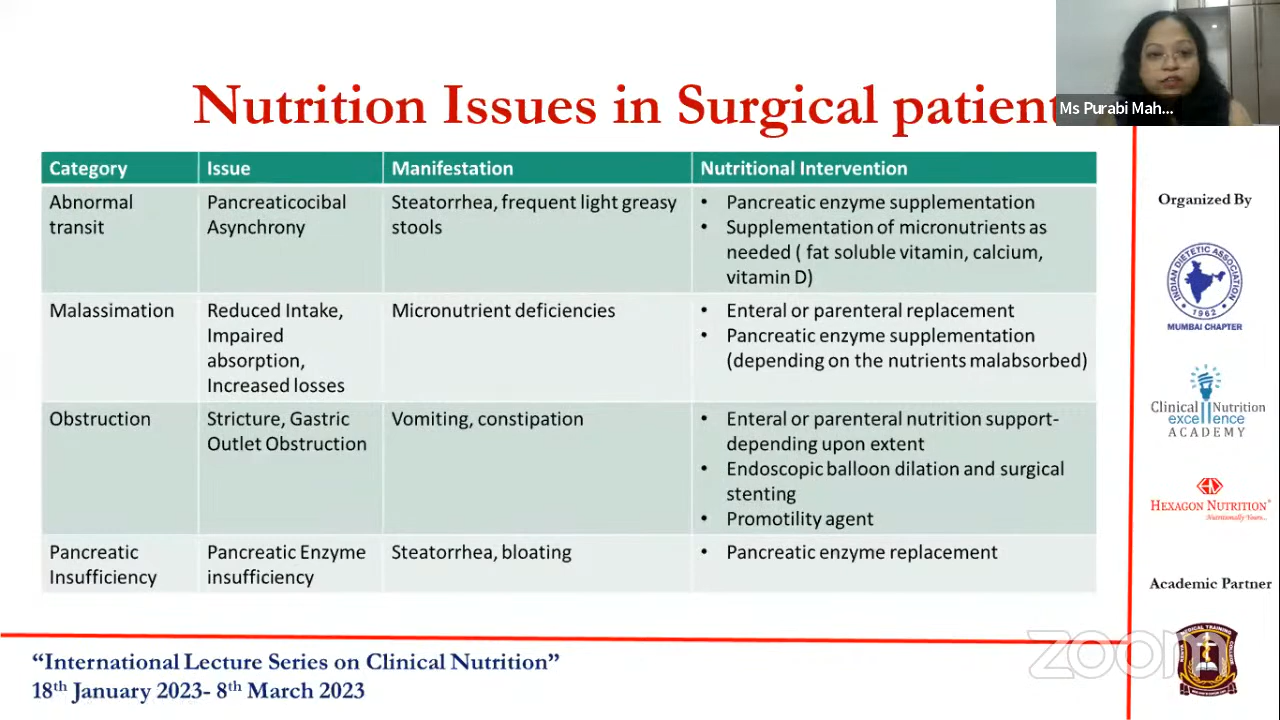 Nutrition Issues in Surgical patient
Ms Purabi Mah...
Category Issue Manifestation Nutritional Intervention
Abnormal transit
Pancreaticocibal Asynchrony
Steatorrhea, frequent light greasy stools
• Pancreatic enzyme supplementation
• Supplementation of micronutrients as needed ( fat soluble vitamin, calcium, vitamin D)
Malassimation
Reduced Intake, Impaired absorption, Increased losses
Micronutrient deficiencies
• Enteral or parenteral replacement
• Pancreatic enzyme supplementation (depending on the nutrients malabsorbed)
Obstruction
Stricture, Gastric Outlet Obstruction
Vomiting, constipation
• Enteral or parenteral nutrition support- depending upon extent
• Endoscopic balloon dilation and surgical stenting
• Promotility agent
Pancreatic Insufficiency
Pancreatic Enzyme insufficiency
Steatorrhea, bloating
• Pancreatic enzyme replacement
Organized By
INDIAN DIETETIC ASSOCIATION
1962
MUMBAI CHAPTER
Clinical Nutrition
excellence
ACADEMY
HEXAGON NUTRITION
Nutritionally Yours...
Academic Partner
SURGICAL TRAINING
zoom
“International Lecture Series on Clinical Nutrition”
18th January 2023- 8th March 2023